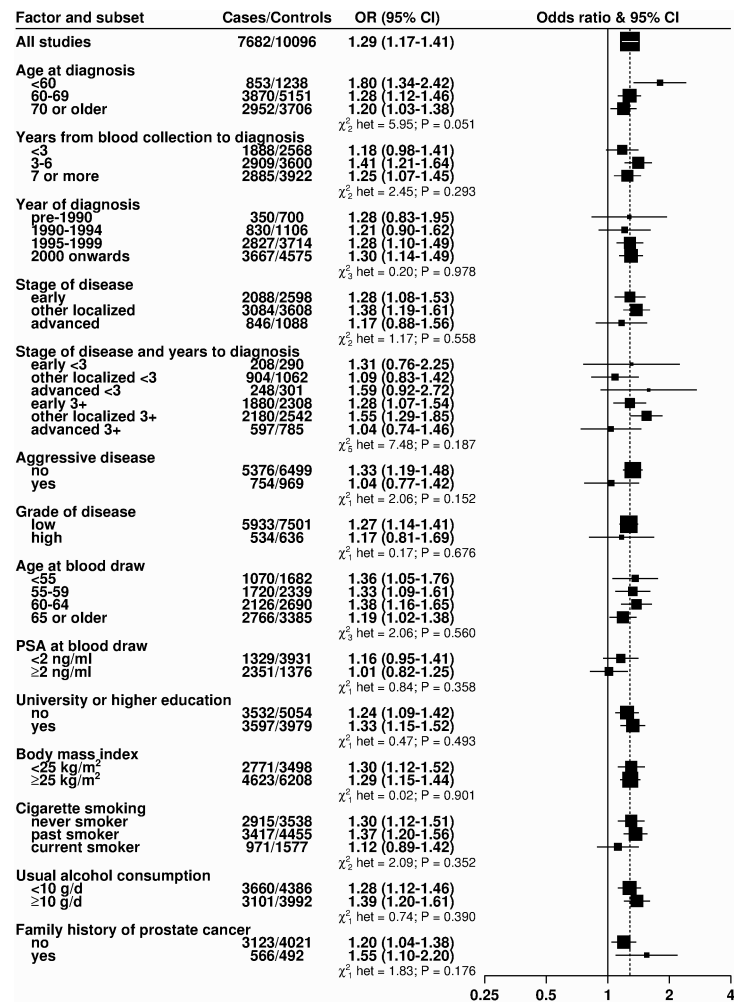 Factor and subset Cases/Controls OR (95% CI) Odds ratio & 95% CI
All studies 7682/10096 1.29 (1.17-1.41)
Age at diagnosis
<60 853/1238 1.80 (1.34-2.42)
60-69 3870/5151 1.28 (1.12-1.46)
70 or older 2952/3706 1.20 (1.03-1.38)
χ²₂ het = 5.95; P = 0.051
Years from blood collection to diagnosis
<3 1888/2568 1.18 (0.98-1.41)
3-6 2909/3600 1.41 (1.21-1.64)
7 or more 2885/3922 1.25 (1.07-1.45)
χ²₂ het = 2.45; P = 0.293
Year of diagnosis
pre-1990 350/700 1.28 (0.83-1.95)
1990-1994 830/1106 1.21 (0.90-1.62)
1995-1999 2827/3714 1.28 (1.10-1.49)
2000 onwards 3667/4575 1.30 (1.14-1.49)
χ²₃ het = 0.20; P = 0.978
Stage of disease
early 2088/2598 1.28 (1.08-1.53)
other localized 3084/3608 1.38 (1.19-1.61)
advanced 846/1088 1.17 (0.88-1.56)
χ²₂ het = 1.17; P = 0.558
Stage of disease and years to diagnosis
early <3 208/290 1.31 (0.76-2.25)
other localized <3 904/1062 1.09 (0.83-1.42)
advanced <3 248/301 1.59 (0.92-2.72)
early 3+ 1880/2308 1.28 (1.07-1.54)
other localized 3+ 2180/2542 1.55 (1.29-1.85)
advanced 3+ 597/785 1.04 (0.74-1.46)
χ²₅ het = 7.48; P = 0.187
Aggressive disease
no 5376/6499 1.33 (1.19-1.48)
yes 754/969 1.04 (0.77-1.42)
χ²₁ het = 2.06; P = 0.152
Grade of disease
low 5933/7501 1.27 (1.14-1.41)
high 534/636 1.17 (0.81-1.69)
χ²₁ het = 0.17; P = 0.676
Age at blood draw
<55 1070/1682 1.36 (1.05-1.76)
55-59 1720/2339 1.33 (1.09-1.61)
60-64 2126/2690 1.38 (1.16-1.65)
65 or older 2766/3385 1.19 (1.02-1.38)
χ²₃ het = 2.06; P = 0.560
PSA at blood draw
<2 ng/ml 1329/3931 1.16 (0.95-1.41)
≥2 ng/ml 2351/1376 1.01 (0.82-1.25)
χ²₁ het = 0.84; P = 0.358
University or higher education
no 3532/5054 1.24 (1.09-1.42)
yes 3597/3979 1.33 (1.15-1.52)
χ²₁ het = 0.47; P = 0.493
Body mass index
<25 kg/m² 2771/3498 1.30 (1.12-1.52)
≥25 kg/m² 4623/6208 1.29 (1.15-1.44)
χ²₁ het = 0.02; P = 0.901
Cigarette smoking
never smoker 2915/3538 1.30 (1.12-1.51)
past smoker 3417/4455 1.37 (1.20-1.56)
current smoker 971/1577 1.12 (0.89-1.42)
χ²₂ het = 2.09; P = 0.352
Usual alcohol consumption
<10 g/d 3660/4386 1.28 (1.12-1.46)
≥10 g/d 3101/3992 1.39 (1.20-1.61)
χ²₁ het = 0.74; P = 0.390
Family history of prostate cancer
no 3123/4021 1.20 (1.04-1.38)
yes 566/492 1.55 (1.10-2.20)
χ²₁ het = 1.83; P = 0.176
0.25 0.5 1 2 4